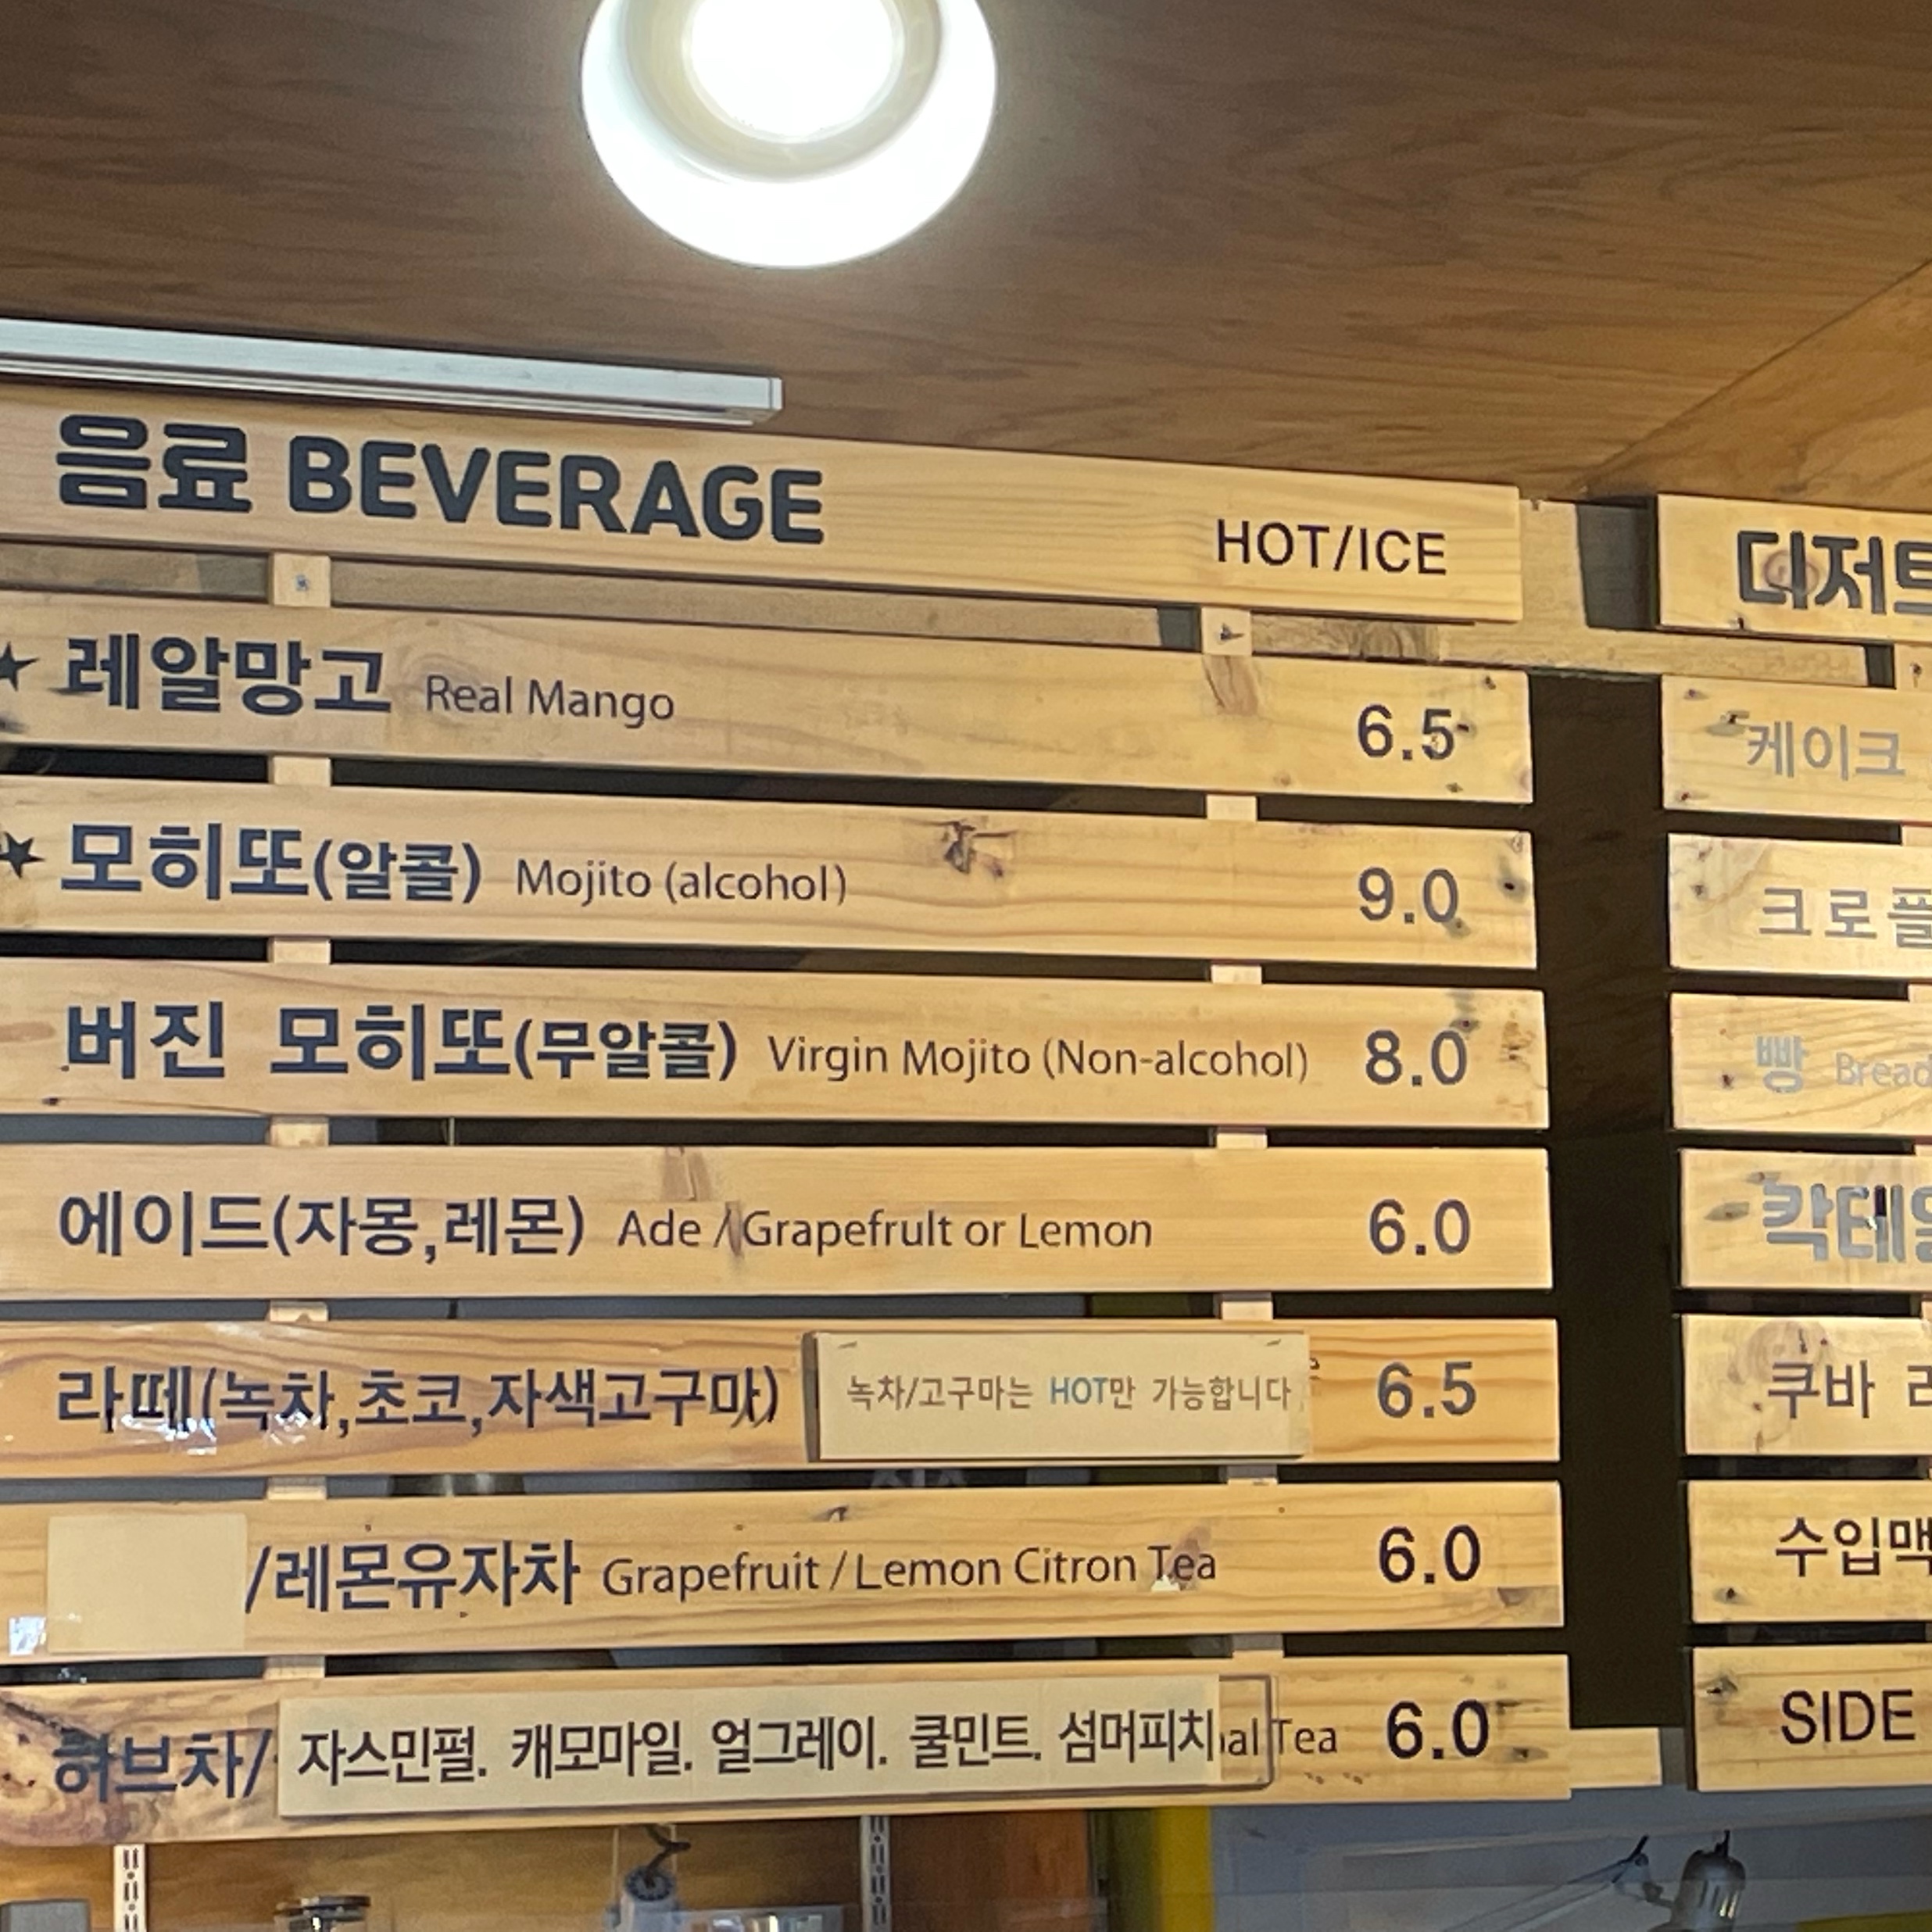 음료 BEVERAGE HOT/ICE
★ 레알망고 Real Mango 6.5
★ 모히또(알콜) Mojito (alcohol) 9.0
버진 모히또(무알콜) Virgin Mojito (Non-alcohol) 8.0
에이드(자몽,레몬) Ade / Grapefruit or Lemon 6.0
라떼(녹차,초코,자색고구마) 녹차/고구마는 HOT만 가능합니다 6.5
/레몬유자차 Grapefruit / Lemon Citron Tea 6.0
허브차/ 자스민펄. 캐모마일. 얼그레이. 쿨민트. 섬머피치 Tea 6.0
디저트
케이크
크로플
빵 Bread
칵테일
쿠바
수입맥
SIDE